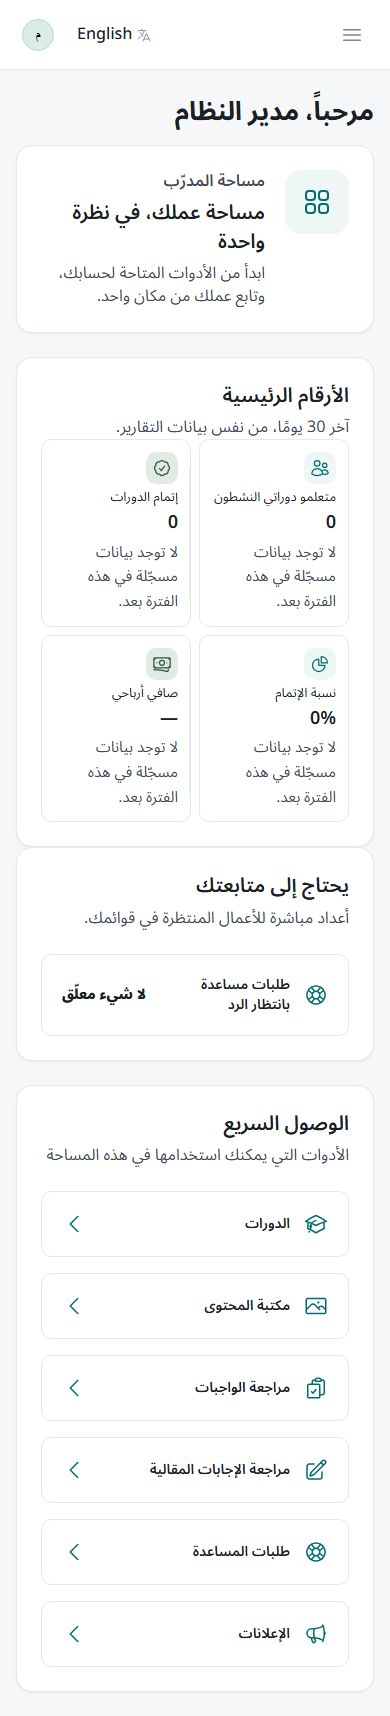 م
English
مرحباً، مدير النظام
مساحة المدرّب
مساحة عملك، في نظرة
واحدة
ابدأ من الأدوات المتاحة لحسابك،
وتابع عملك من مكان واحد.
الأرقام الرئيسية
آخر 30 يومًا، من نفس بيانات التقارير.
متعلمو دوراتي النشطون
0
لا توجد بيانات
مسجّلة في هذه
الفترة بعد.
إتمام الدورات
0
لا توجد بيانات
مسجّلة في هذه
الفترة بعد.
نسبة الإتمام
0%
لا توجد بيانات
مسجّلة في هذه
الفترة بعد.
صافي أرباحي
—
لا توجد بيانات
مسجّلة في هذه
الفترة بعد.
يحتاج إلى متابعتك
أعداد مباشرة للأعمال المنتظرة في قوائمك.
طلبات مساعدة
بانتظار الرد
لا شيء معلّق
الوصول السريع
الأدوات التي يمكنك استخدامها في هذه المساحة
الدورات
مكتبة المحتوى
مراجعة الواجبات
مراجعة الإجابات المقالية
طلبات المساعدة
الإعلانات